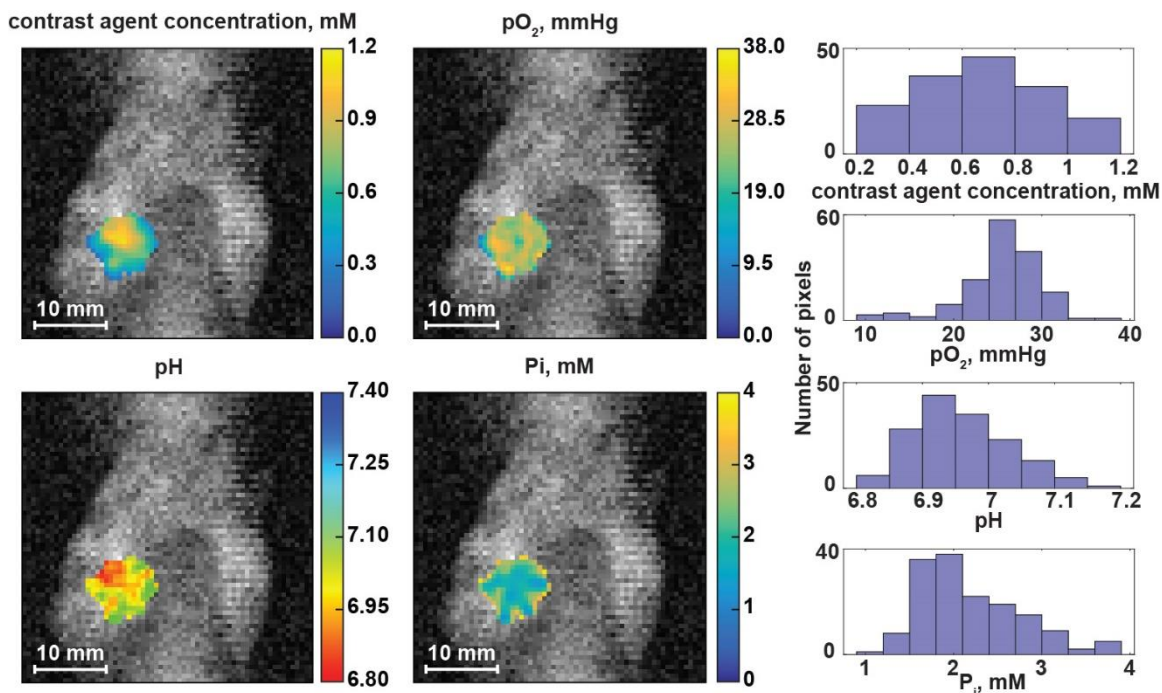 contrast agent concentration, mM
1.2
0.9
0.6
0.3
0.0
10 mm
pO2, mmHg
38.0
28.5
19.0
9.5
0.0
10 mm
pH
7.40
7.25
7.10
6.95
6.80
10 mm
Pi, mM
4
3
2
1
0
10 mm
Number of pixels
50
0
0.2 0.4 0.6 0.8 1 1.2
contrast agent concentration, mM
60
0
10 20 30 40
pO2, mmHg
50
0
6.8 6.9 7 7.1 7.2
pH
40
0
1 2 3 4
Pi, mM